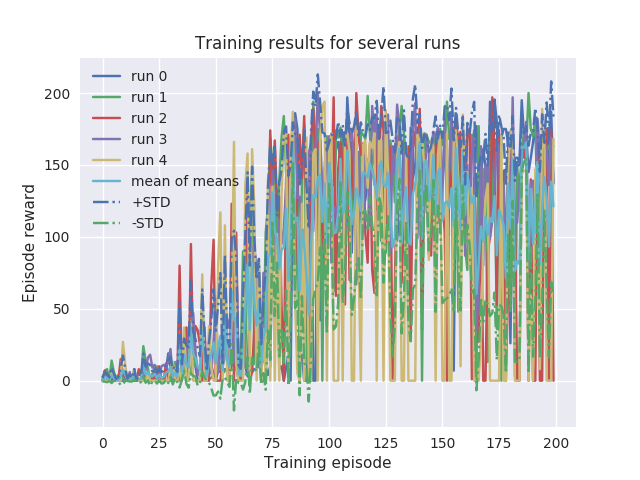 Training results for several runs
run 0
run 1
run 2
run 3
run 4
mean of means
+STD
-STD
Episode reward
200
150
100
50
0
0 25 50 75 100 125 150 175 200
Training episode